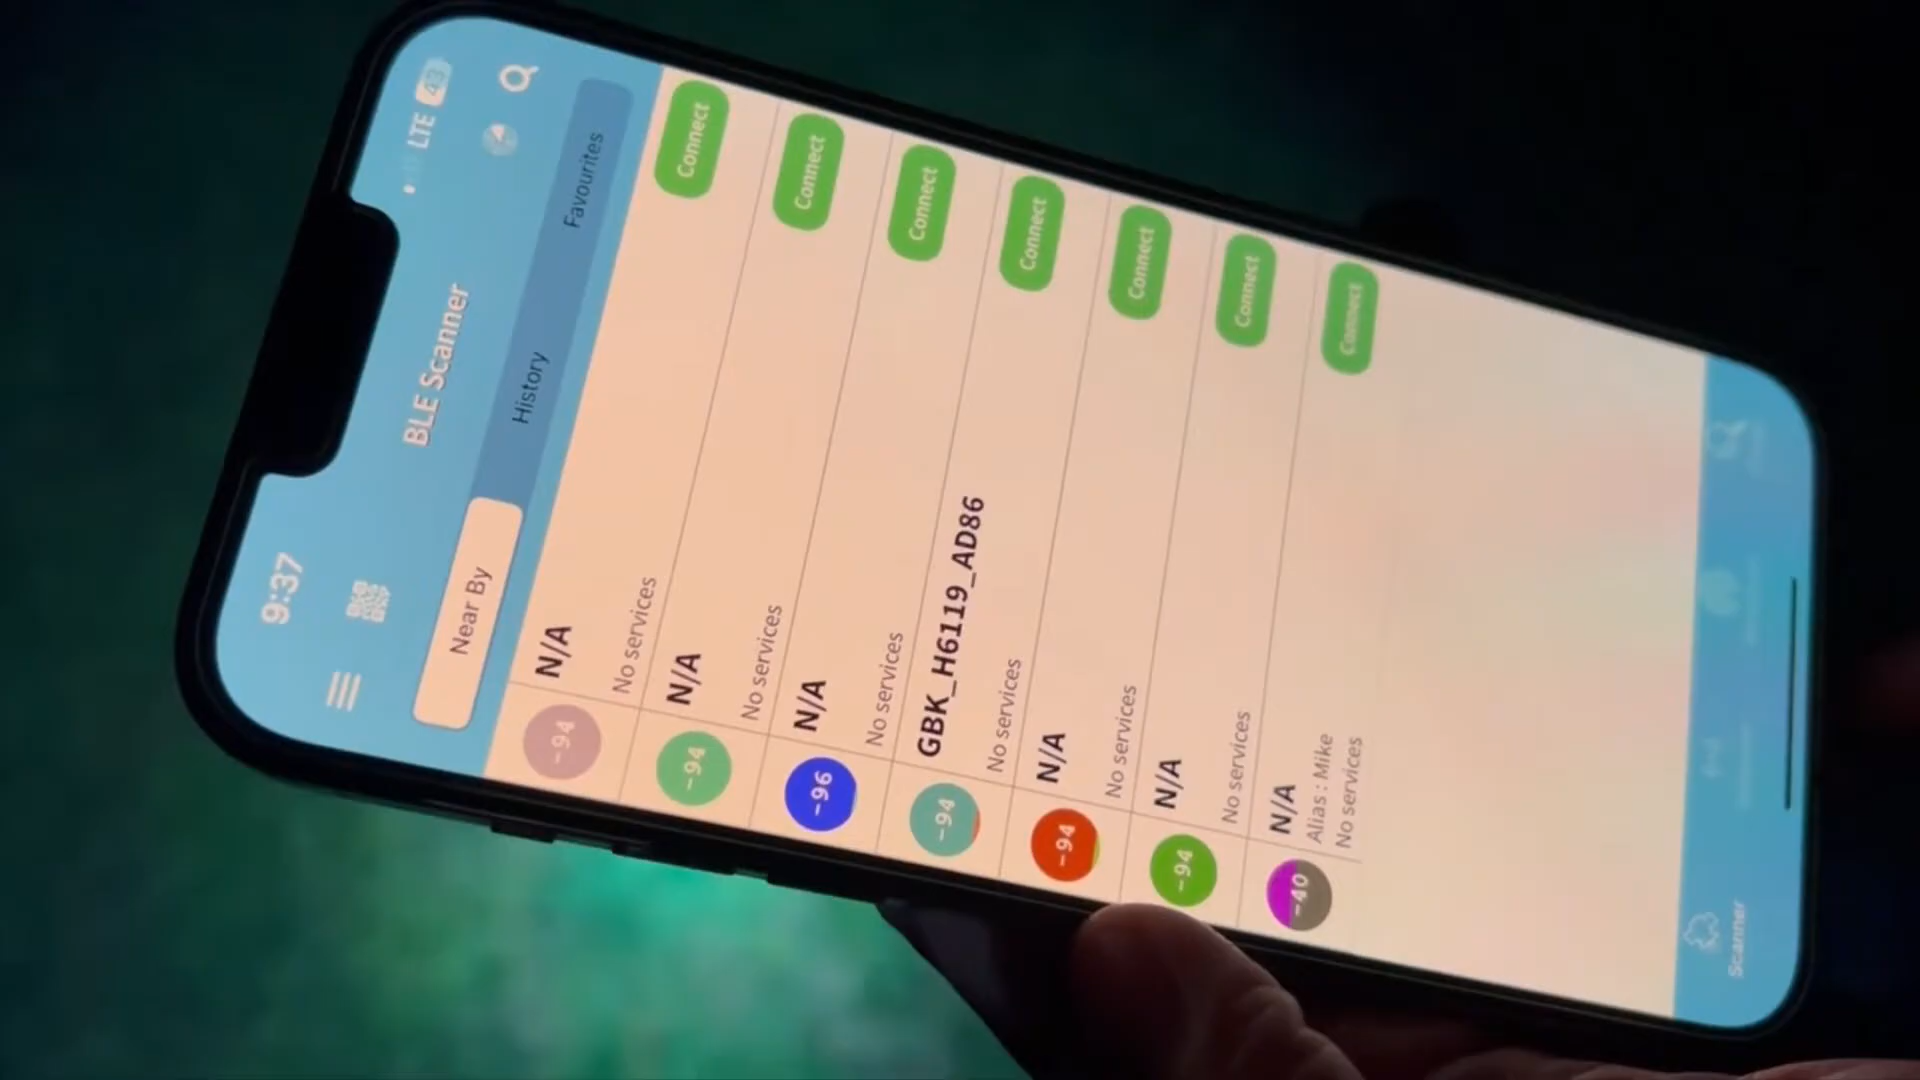 9:37
LTE 43
BLE Scanner
Near By
History
Favourites
-94
N/A
No services
Connect
-94
N/A
No services
Connect
-96
N/A
No services
Connect
-94
GBK_H6119_AD86
No services
Connect
-94
N/A
No services
Connect
-94
N/A
No services
Connect
-40
N/A
Alias : Mike
No services
Connect
Scanner